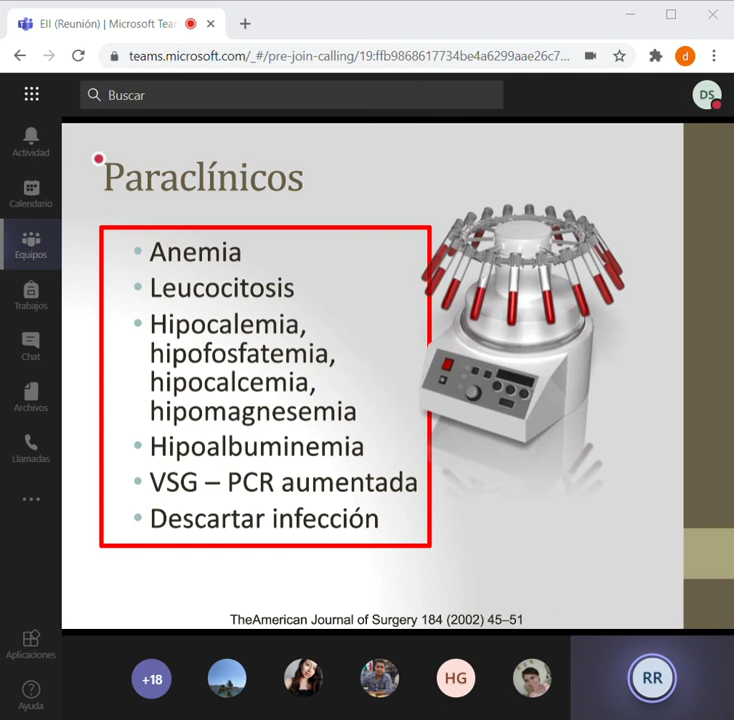 EII (Reunión) | Microsoft Tea
teams.microsoft.com/_#/pre-join-calling/19:ffb9868617734be4a6299aae26c7...
d
Buscar
DS
Actividad
Calendario
Equipos
Trabajos
Chat
Archivos
Llamadas
Aplicaciones
Ayuda
Paraclínicos
• Anemia
• Leucocitosis
• Hipocalemia,
hipofosfatemia,
hipocalcemia,
hipomagnesemia
• Hipoalbuminemia
• VSG – PCR aumentada
• Descartar infección
TheAmerican Journal of Surgery 184 (2002) 45–51
+18
HG
RR